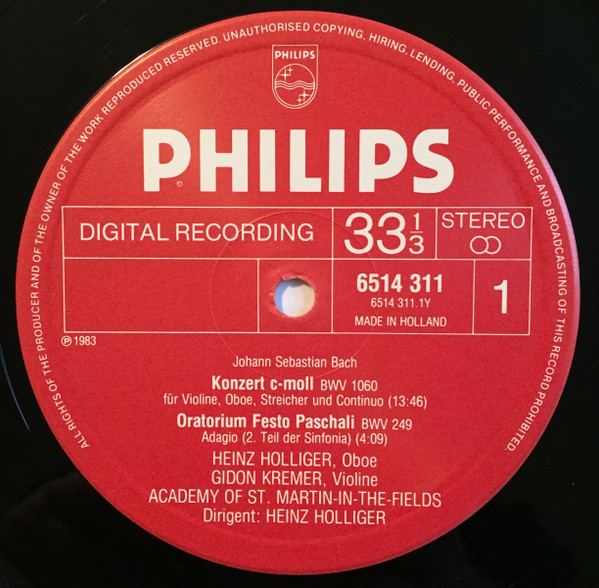 ALL RIGHTS OF THE PRODUCER AND OF THE OWNER OF THE WORK REPRODUCED RESERVED. UNAUTHORISED COPYING, HIRING, LENDING, PUBLIC PERFORMANCE AND BROADCASTING OF THIS RECORD PROHIBITED.
PHILIPS
PHILIPS
DIGITAL RECORDING
33 1/3
STEREO
6514 311
6514 311.1Y
MADE IN HOLLAND
1
℗ 1983
Johann Sebastian Bach
Konzert c-moll BWV 1060
für Violine, Oboe, Streicher und Continuo (13:46)
Oratorium Festo Paschali BWV 249
Adagio (2. Teil der Sinfonia) (4:09)
HEINZ HOLLIGER, Oboe
GIDON KREMER, Violine
ACADEMY OF ST. MARTIN-IN-THE-FIELDS
Dirigent: HEINZ HOLLIGER